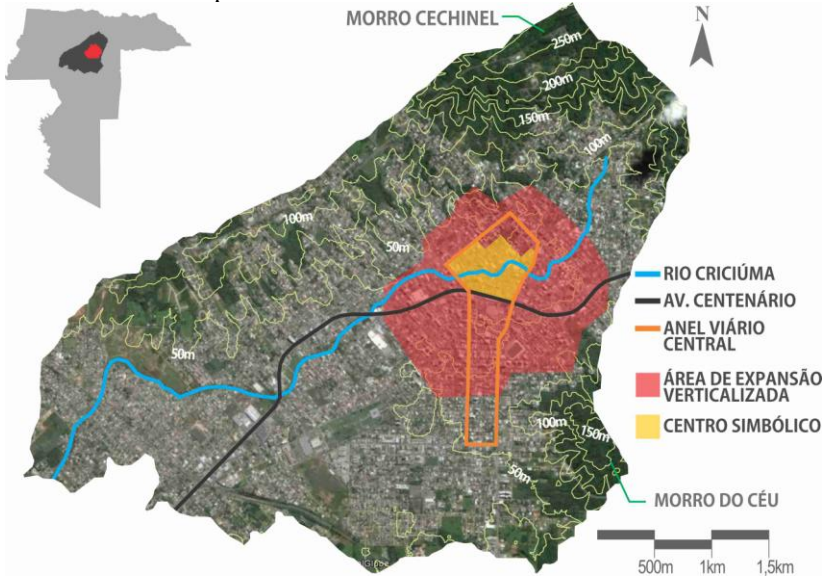 MORRO CECHINEL
N
250m
200m
150m
100m
100m
50m
50m
RIO CRICIÚMA
AV. CENTENÁRIO
ANEL VIÁRIO
CENTRAL
ÁREA DE EXPANSÃO
VERTICALIZADA
CENTRO SIMBÓLICO
100m
150m
50m
MORRO DO CÉU
500m 1km 1,5km